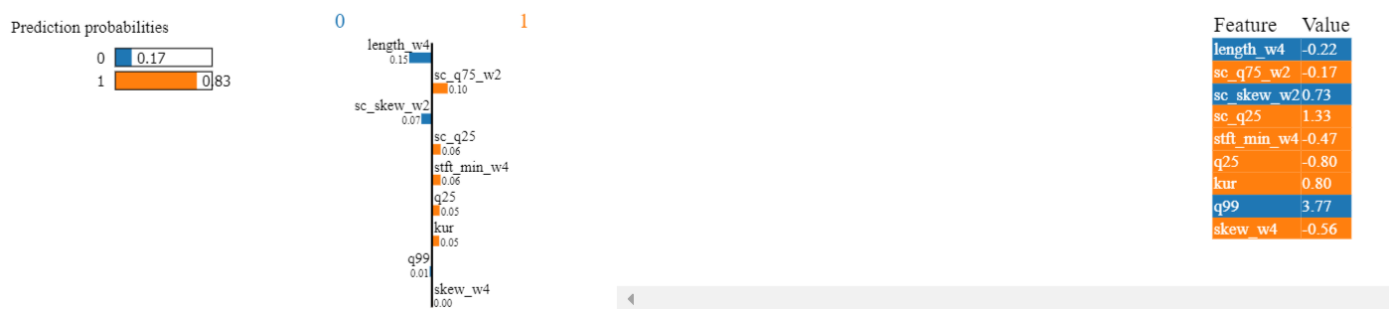 Prediction probabilities
0 0.17
1 0.83
0 1
length_w4
0.15
sc_q75_w2
0.10
sc_skew_w2
0.07
sc_q25
0.06
stft_min_w4
0.06
q25
0.05
kur
0.05
q99
0.01
skew_w4
0.00
Feature Value
length_w4 -0.22
sc_q75_w2 -0.17
sc_skew_w2 0.73
sc_q25 1.33
stft_min_w4 -0.47
q25 -0.80
kur 0.80
q99 3.77
skew_w4 -0.56